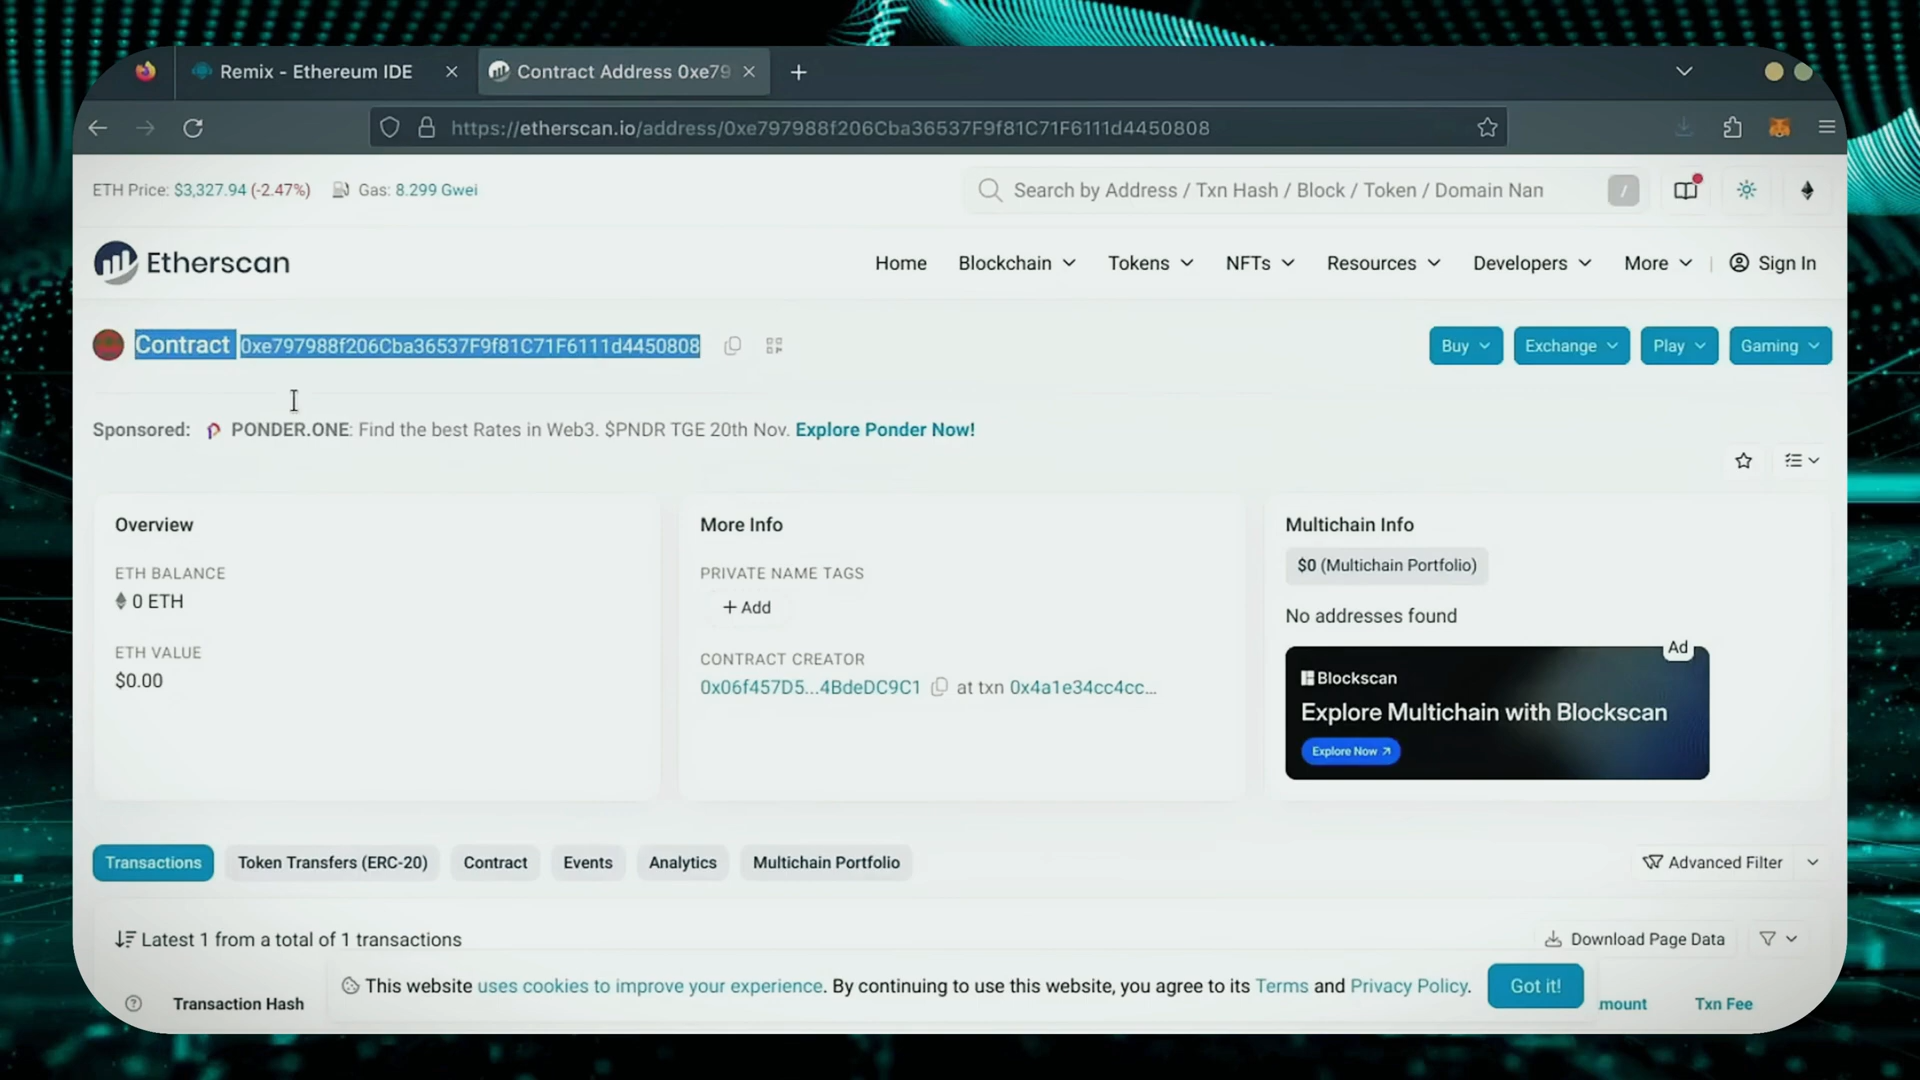 Remix - Ethereum IDE
Contract Address 0xe79
https://etherscan.io/address/0xe797988f206Cba36537F9f81C71F6111d4450808
ETH Price: $3,327.94 (-2.47%) Gas: 8.299 Gwei
Search by Address / Txn Hash / Block / Token / Domain Nam
/
Etherscan
Home Blockchain Tokens NFTs Resources Developers More | Sign In
Contract 0xe797988f206Cba36537F9f81C71F6111d4450808
Buy Exchange Play Gaming
Sponsored: PONDER.ONE: Find the best Rates in Web3. $PNDR TGE 20th Nov. Explore Ponder Now!
Overview
ETH BALANCE
0 ETH
ETH VALUE
$0.00
More Info
PRIVATE NAME TAGS
+ Add
CONTRACT CREATOR
0x06f457D5...4BdeDC9C1 at txn 0x4a1e34cc4cc...
Multichain Info
$0 (Multichain Portfolio)
No addresses found
Ad
Blockscan
Explore Multichain with Blockscan
Explore Now
Transactions Token Transfers (ERC-20) Contract Events Analytics Multichain Portfolio
Advanced Filter
Latest 1 from a total of 1 transactions
Download Page Data
This website uses cookies to improve your experience. By continuing to use this website, you agree to its Terms and Privacy Policy.
Got it!
Transaction Hash
mount
Txn Fee